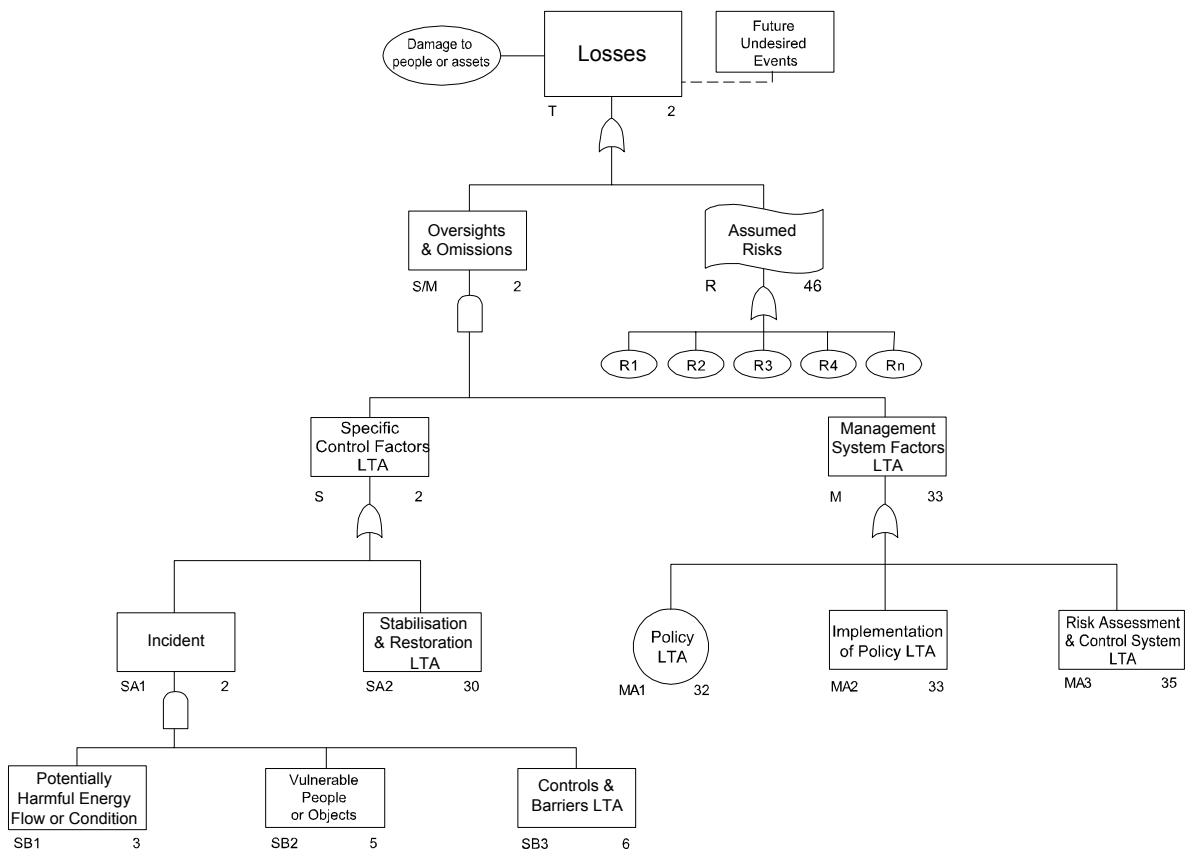 Damage to
people or assets
Losses
Future
Undesired
Events
T 2
Oversights
& Omissions
S/M 2
Assumed
Risks
R 46
R1 R2 R3 R4 Rn
Specific
Control Factors
LTA
S 2
Management
System Factors
LTA
M 33
Incident
SA1 2
Stabilisation
& Restoration
LTA
SA2 30
Policy
LTA
MA1 32
Implementation
of Policy LTA
MA2 33
Risk Assessment
& Control System
LTA
MA3 35
Potentially
Harmful Energy
Flow or Condition
SB1 3
Vulnerable
People
or Objects
SB2 5
Controls &
Barriers LTA
SB3 6